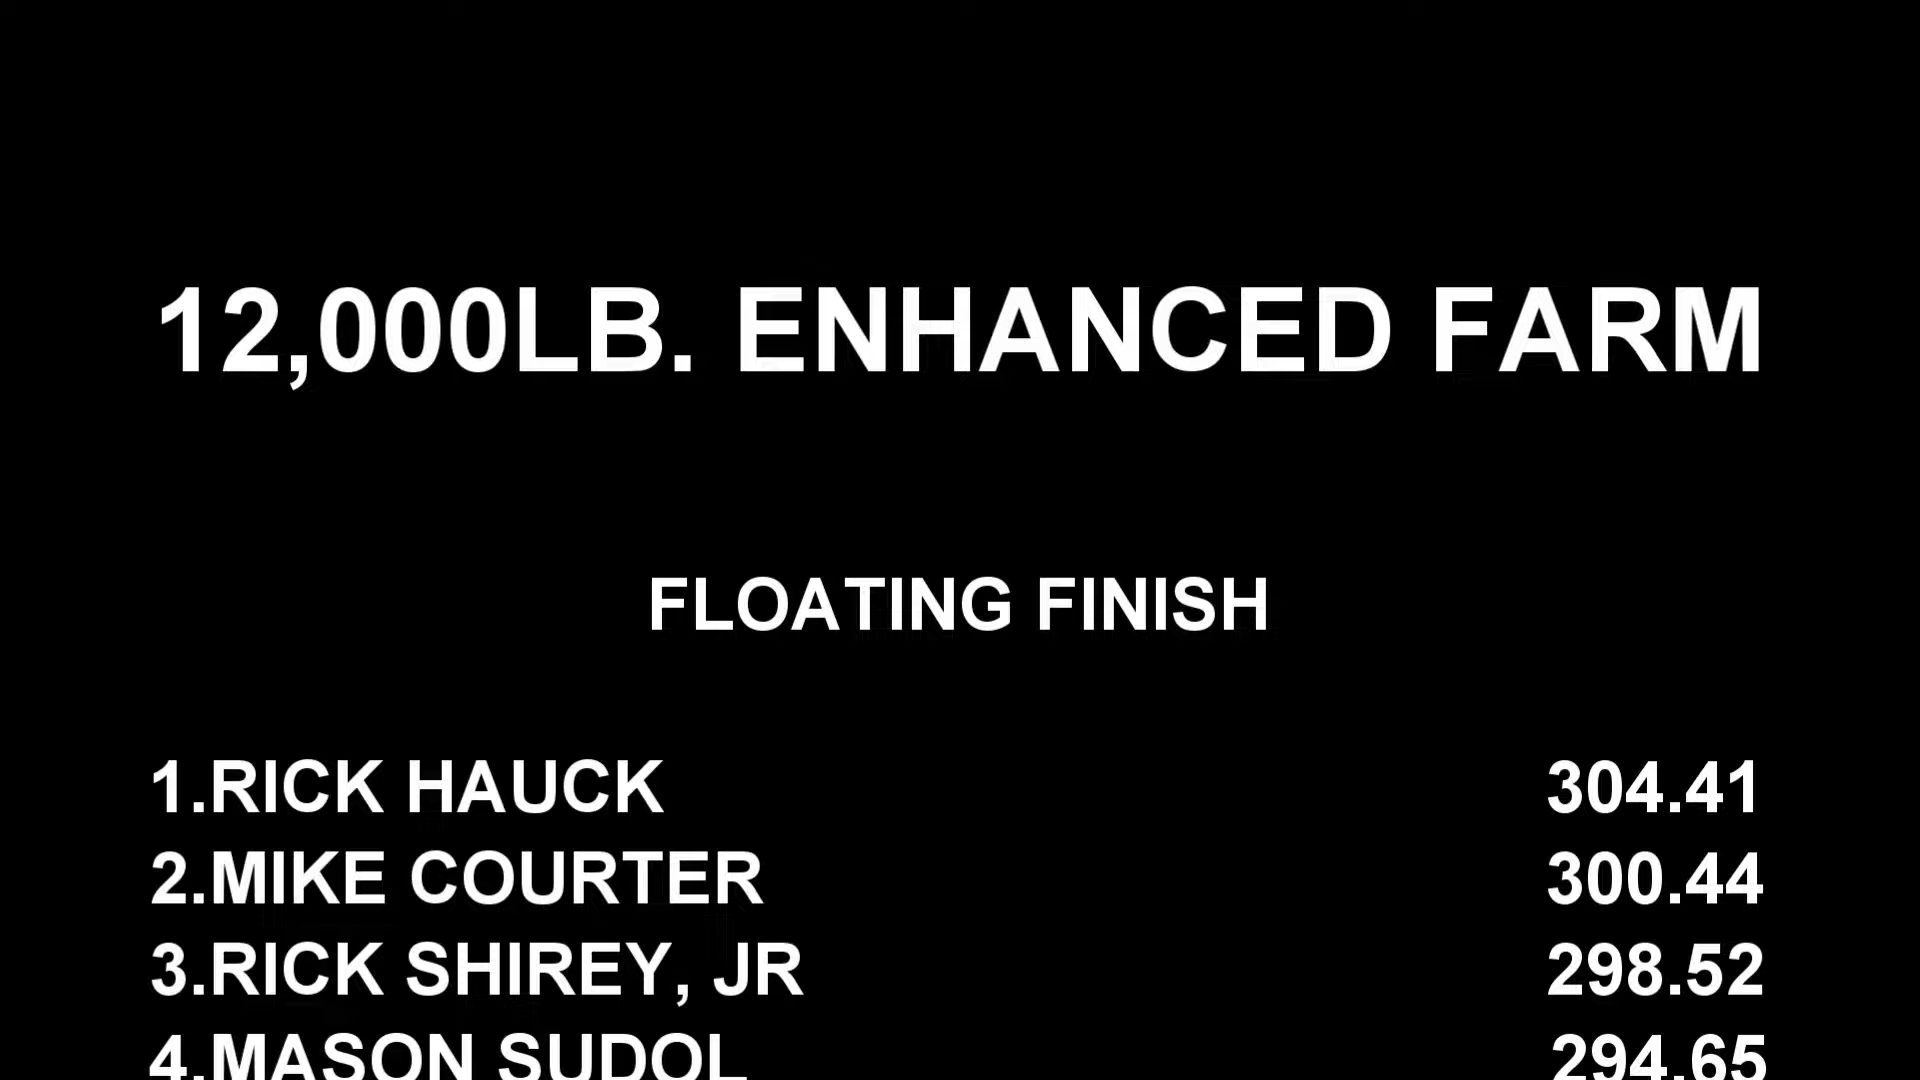 12,000LB. ENHANCED FARM
FLOATING FINISH
1.RICK HAUCK 304.41
2.MIKE COURTER 300.44
3.RICK SHIREY, JR 298.52
4.MASON SUDOL 294.65